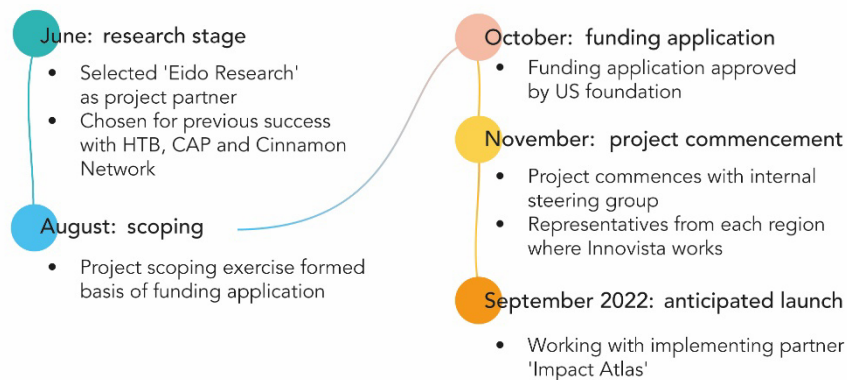 June: research stage
• Selected 'Eido Research'
as project partner
• Chosen for previous success
with HTB, CAP and Cinnamon
Network
August: scoping
• Project scoping exercise formed
basis of funding application
October: funding application
• Funding application approved
by US foundation
November: project commencement
• Project commences with internal
steering group
• Representatives from each region
where Innovista works
September 2022: anticipated launch
• Working with implementing partner
'Impact Atlas'